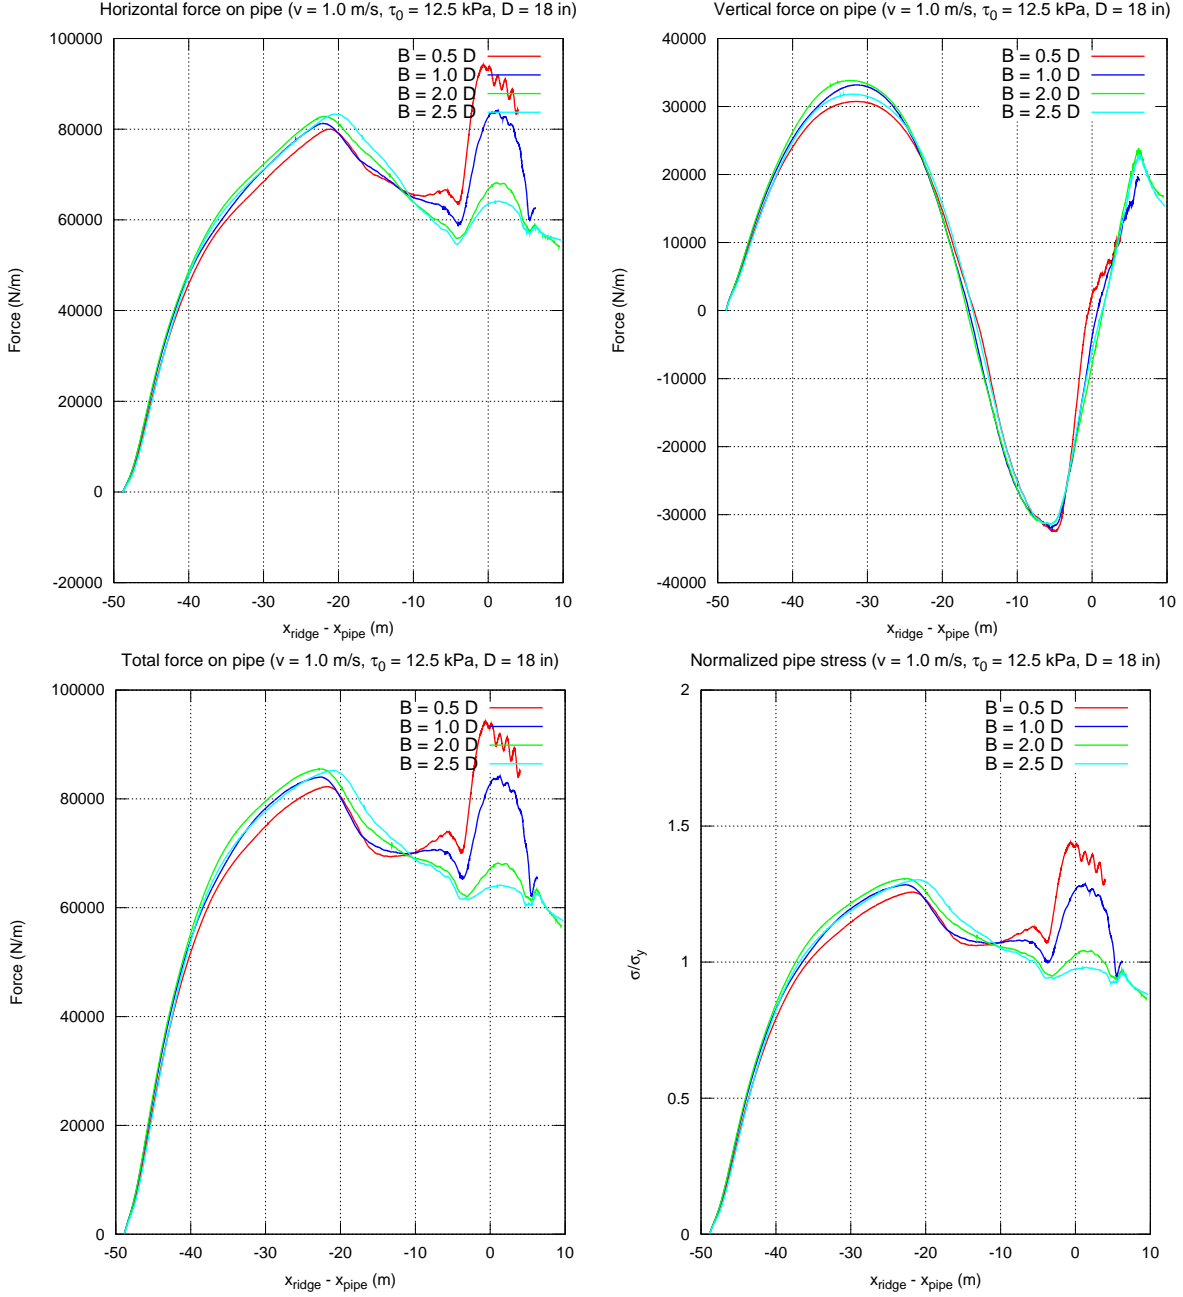 Horizontal force on pipe (v = 1.0 m/s, τ0 = 12.5 kPa, D = 18 in)
100000
80000
60000
40000
20000
0
-20000
Force (N/m)
B = 0.5 D
B = 1.0 D
B = 2.0 D
B = 2.5 D
-50 -40 -30 -20 -10 0 10
xridge - xpipe (m)
Vertical force on pipe (v = 1.0 m/s, τ0 = 12.5 kPa, D = 18 in)
40000
30000
20000
10000
0
-10000
-20000
-30000
-40000
Force (N/m)
B = 0.5 D
B = 1.0 D
B = 2.0 D
B = 2.5 D
-50 -40 -30 -20 -10 0 10
xridge - xpipe (m)
Total force on pipe (v = 1.0 m/s, τ0 = 12.5 kPa, D = 18 in)
100000
80000
60000
40000
20000
0
Force (N/m)
B = 0.5 D
B = 1.0 D
B = 2.0 D
B = 2.5 D
-50 -40 -30 -20 -10 0 10
xridge - xpipe (m)
Normalized pipe stress (v = 1.0 m/s, τ0 = 12.5 kPa, D = 18 in)
2
1.5
1
0.5
0
σ/σy
B = 0.5 D
B = 1.0 D
B = 2.0 D
B = 2.5 D
-50 -40 -30 -20 -10 0 10
xridge - xpipe (m)